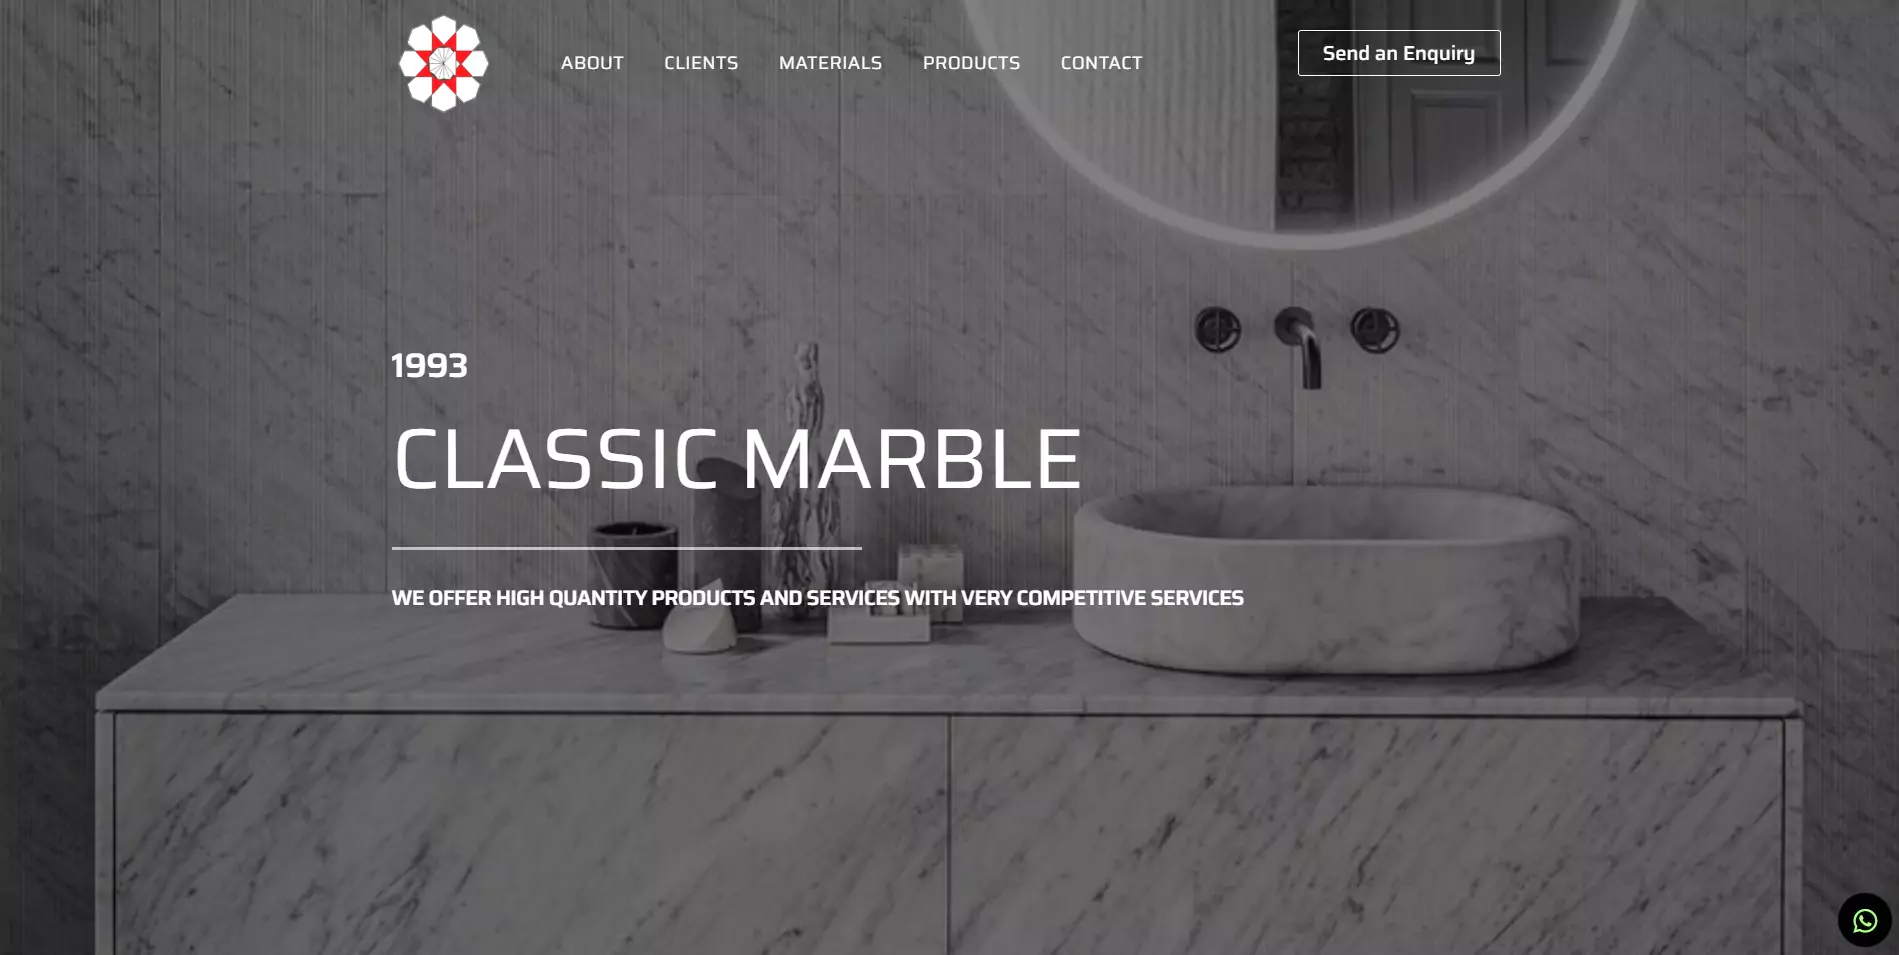 ABOUT CLIENTS MATERIALS PRODUCTS CONTACT Send an Enquiry
1993
CLASSIC MARBLE
WE OFFER HIGH QUANTITY PRODUCTS AND SERVICES WITH VERY COMPETITIVE SERVICES